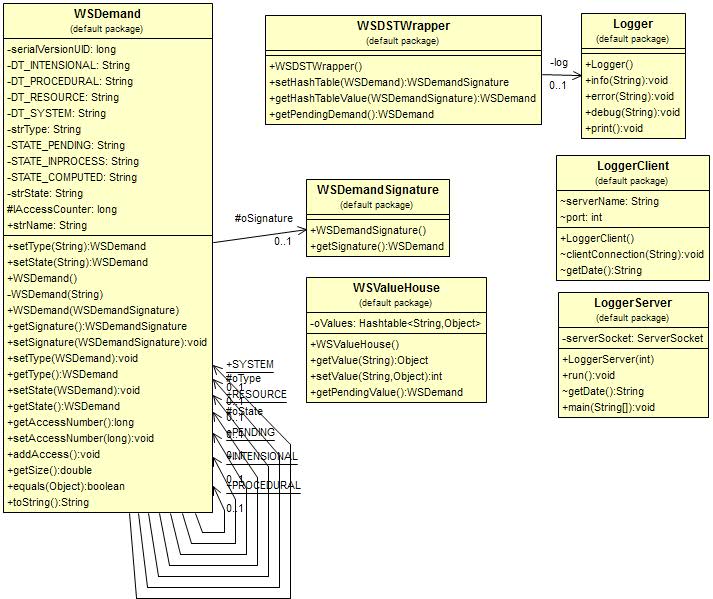 WSDemand
(default package)
-serialVersionUID: long
-DT_INTENSIONAL: String
-DT_PROCEDURAL: String
-DT_RESOURCE: String
-DT_SYSTEM: String
-strType: String
-STATE_PENDING: String
-STATE_INPROCESS: String
-STATE_COMPUTED: String
-strState: String
#lAccessCounter: long
+strName: String
+setType(String):WSDemand
+setState(String):WSDemand
+WSDemand()
-WSDemand(String)
+WSDemand(WSDemandSignature)
+getSignature():WSDemandSignature
+setSignature(WSDemandSignature):void
+setType(WSDemand):void
+getType():WSDemand
+setState(WSDemand):void
+getState():WSDemand
+getAccessNumber():long
+setAccessNumber(long):void
+addAccess():void
+getSize():double
+equals(Object):boolean
+toString():String
WSDSTWrapper
(default package)
+WSDSTWrapper()
+setHashTable(WSDemand):WSDemandSignature
+getHashTableValue(WSDemandSignature):WSDemand
+getPendingDemand():WSDemand
-log
0..1
Logger
(default package)
+Logger()
+info(String):void
+error(String):void
+debug(String):void
+print():void
#oSignature
0..1
WSDemandSignature
(default package)
+WSDemandSignature()
+getSignature():WSDemand
LoggerClient
(default package)
~serverName: String
~port: int
+LoggerClient()
~clientConnection(String):void
~getDate():String
WSValueHouse
(default package)
-oValues: Hashtable<String,Object>
+WSValueHouse()
+getValue(String):Object
+setValue(String,Object):int
+getPendingValue():WSDemand
LoggerServer
(default package)
-serverSocket: ServerSocket
+LoggerServer(int)
+run():void
~getDate():String
+main(String[]):void
+SYSTEM
#oType
0..1
+RESOURCE
0..1
#oState
0..1
+PENDING
0..1
+INTENSIONAL
0..1
+PROCEDURAL
0..1